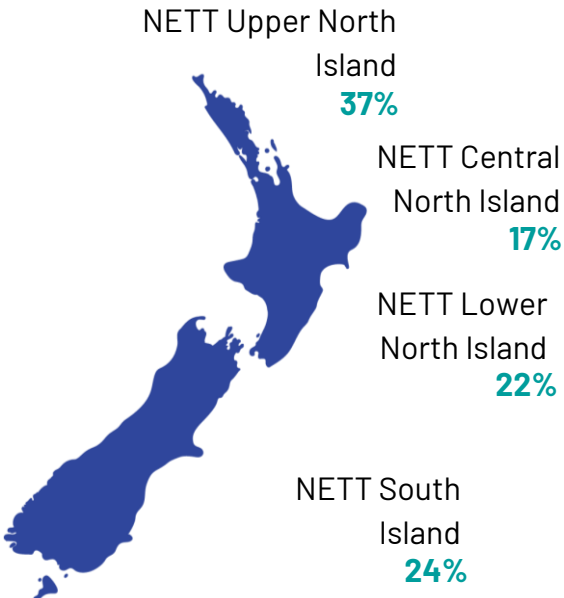 NETT Upper North
Island
37%
NETT Central
North Island
17%
NETT Lower
North Island
22%
NETT South
Island
24%